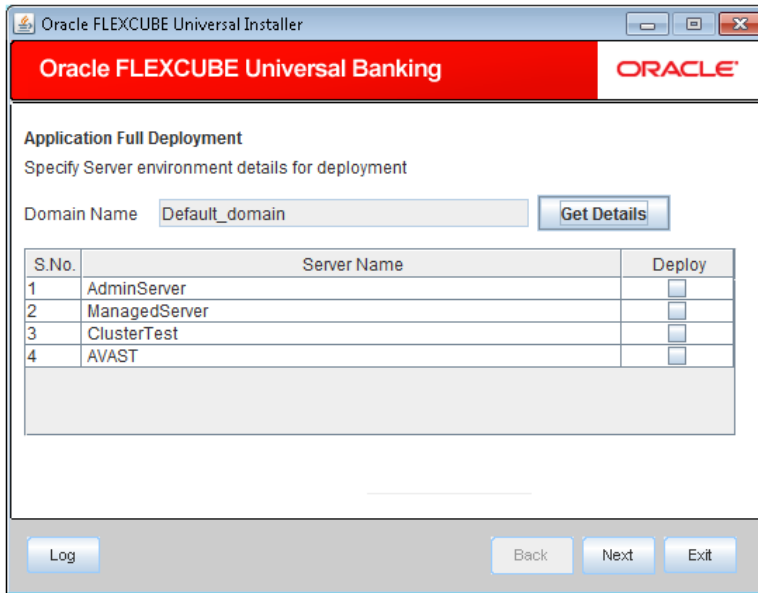 Oracle FLEXCUBE Universal Installer
Oracle FLEXCUBE Universal Banking
ORACLE
Application Full Deployment
Specify Server environment details for deployment
Domain Name Default_domain Get Details
S.No. Server Name Deploy
1 AdminServer
2 ManagedServer
3 ClusterTest
4 AVAST
Log Back Next Exit